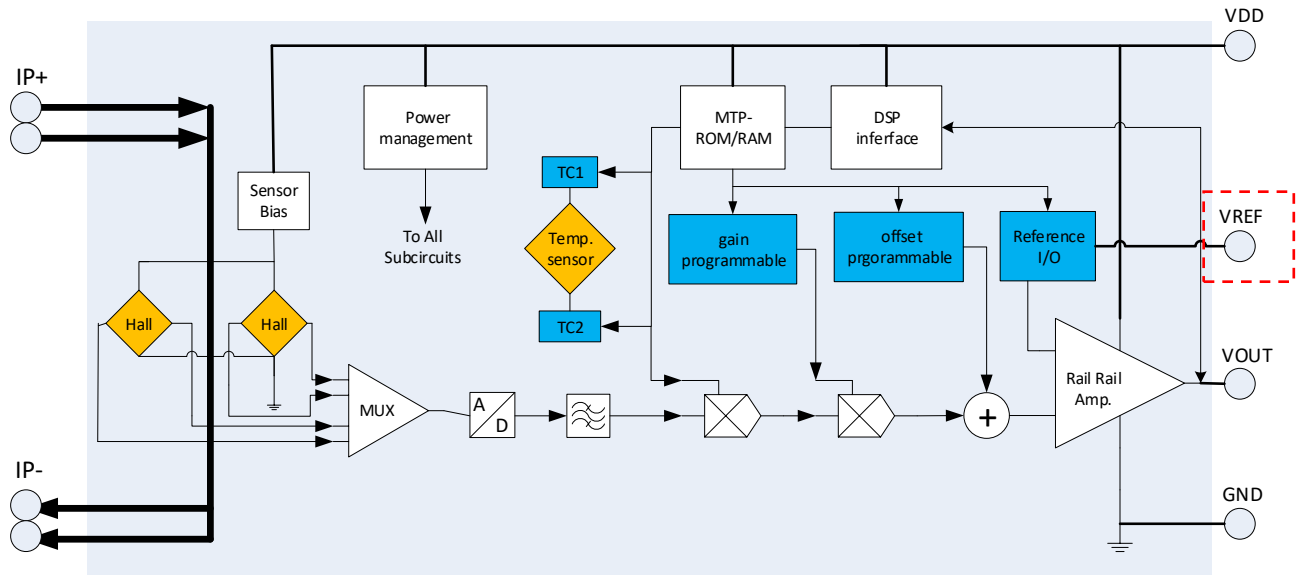 VDD
IP+
Power
management
MTP-
ROM/RAM
DSP
inferface
TC1
Sensor
Bias
VREF
To All
Subcircuits
Temp.
sensor
gain
programmable
offset
prgorammable
Reference
I/O
Hall
Hall
TC2
VOUT
MUX
A
D
+
Rail Rail
Amp.
IP-
GND